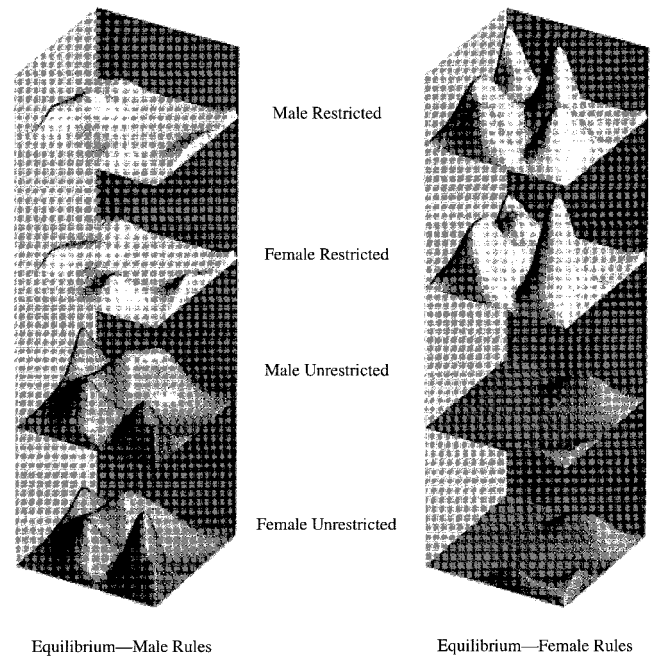 Male Restricted
Female Restricted
Male Unrestricted
Female Unrestricted
Equilibrium—Male Rules
Equilibrium—Female Rules